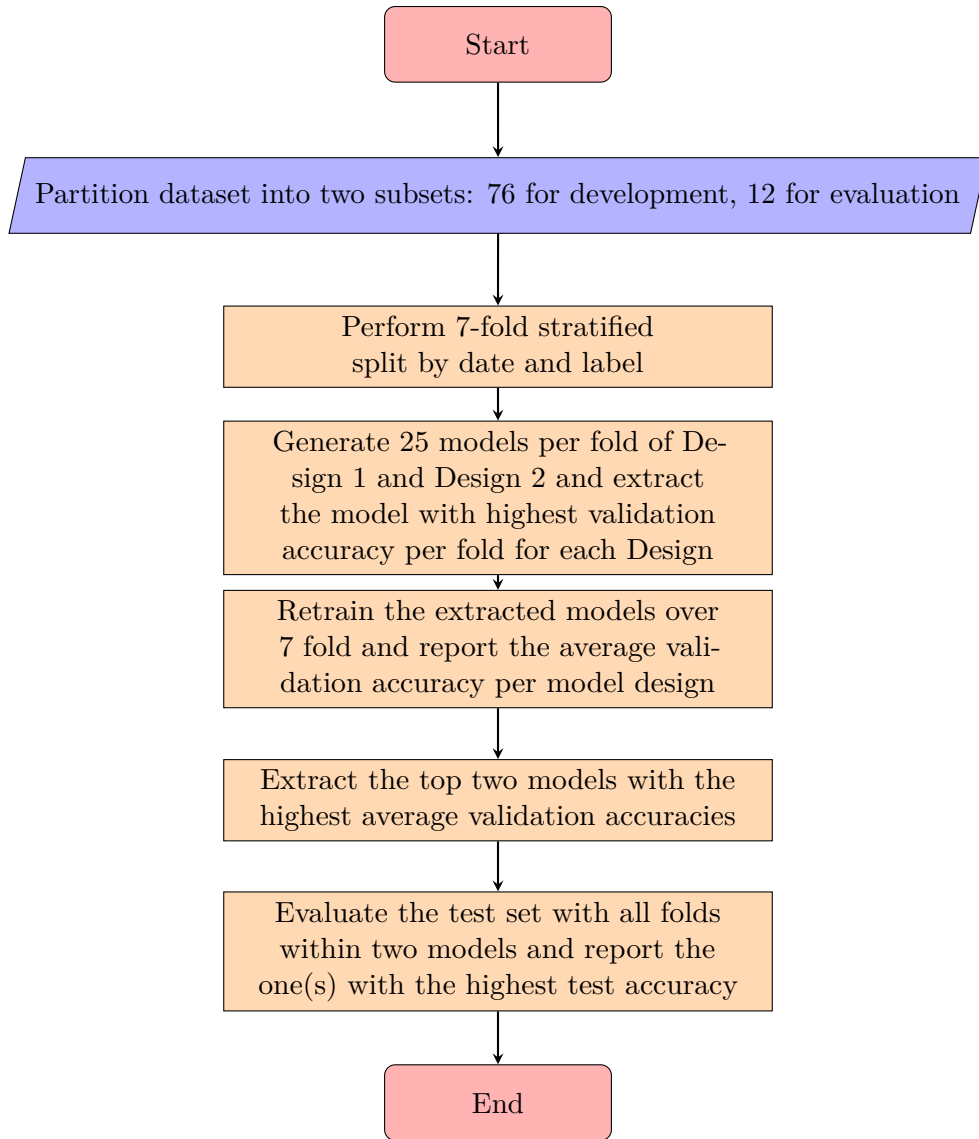 Start
Partition dataset into two subsets: 76 for development, 12 for evaluation
Perform 7-fold stratified
split by date and label
Generate 25 models per fold of De-
sign 1 and Design 2 and extract
the model with highest validation
accuracy per fold for each Design
Retrain the extracted models over
7 fold and report the average vali-
dation accuracy per model design
Extract the top two models with the
highest average validation accuracies
Evaluate the test set with all folds
within two models and report the
one(s) with the highest test accuracy
End